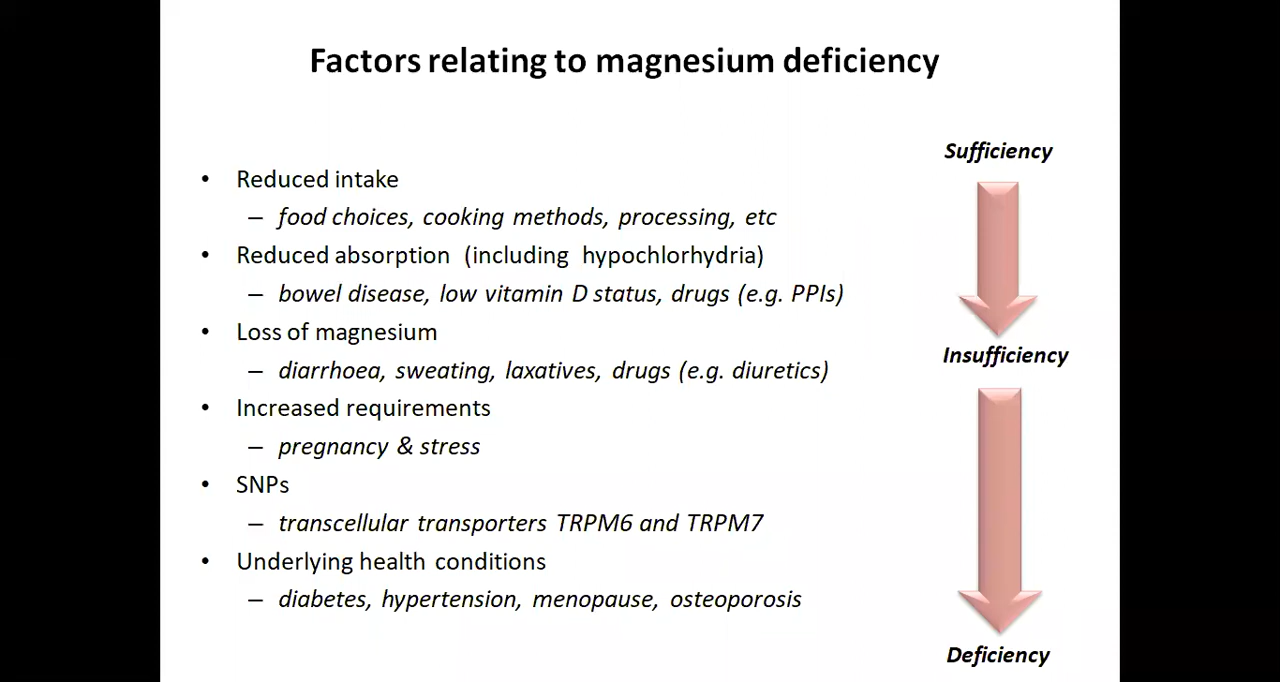 Factors relating to magnesium deficiency
• Reduced intake
– food choices, cooking methods, processing, etc
• Reduced absorption (including hypochlorhydria)
– bowel disease, low vitamin D status, drugs (e.g. PPIs)
• Loss of magnesium
– diarrhoea, sweating, laxatives, drugs (e.g. diuretics)
• Increased requirements
– pregnancy & stress
• SNPs
– transcellular transporters TRPM6 and TRPM7
• Underlying health conditions
– diabetes, hypertension, menopause, osteoporosis
Sufficiency
Insufficiency
Deficiency